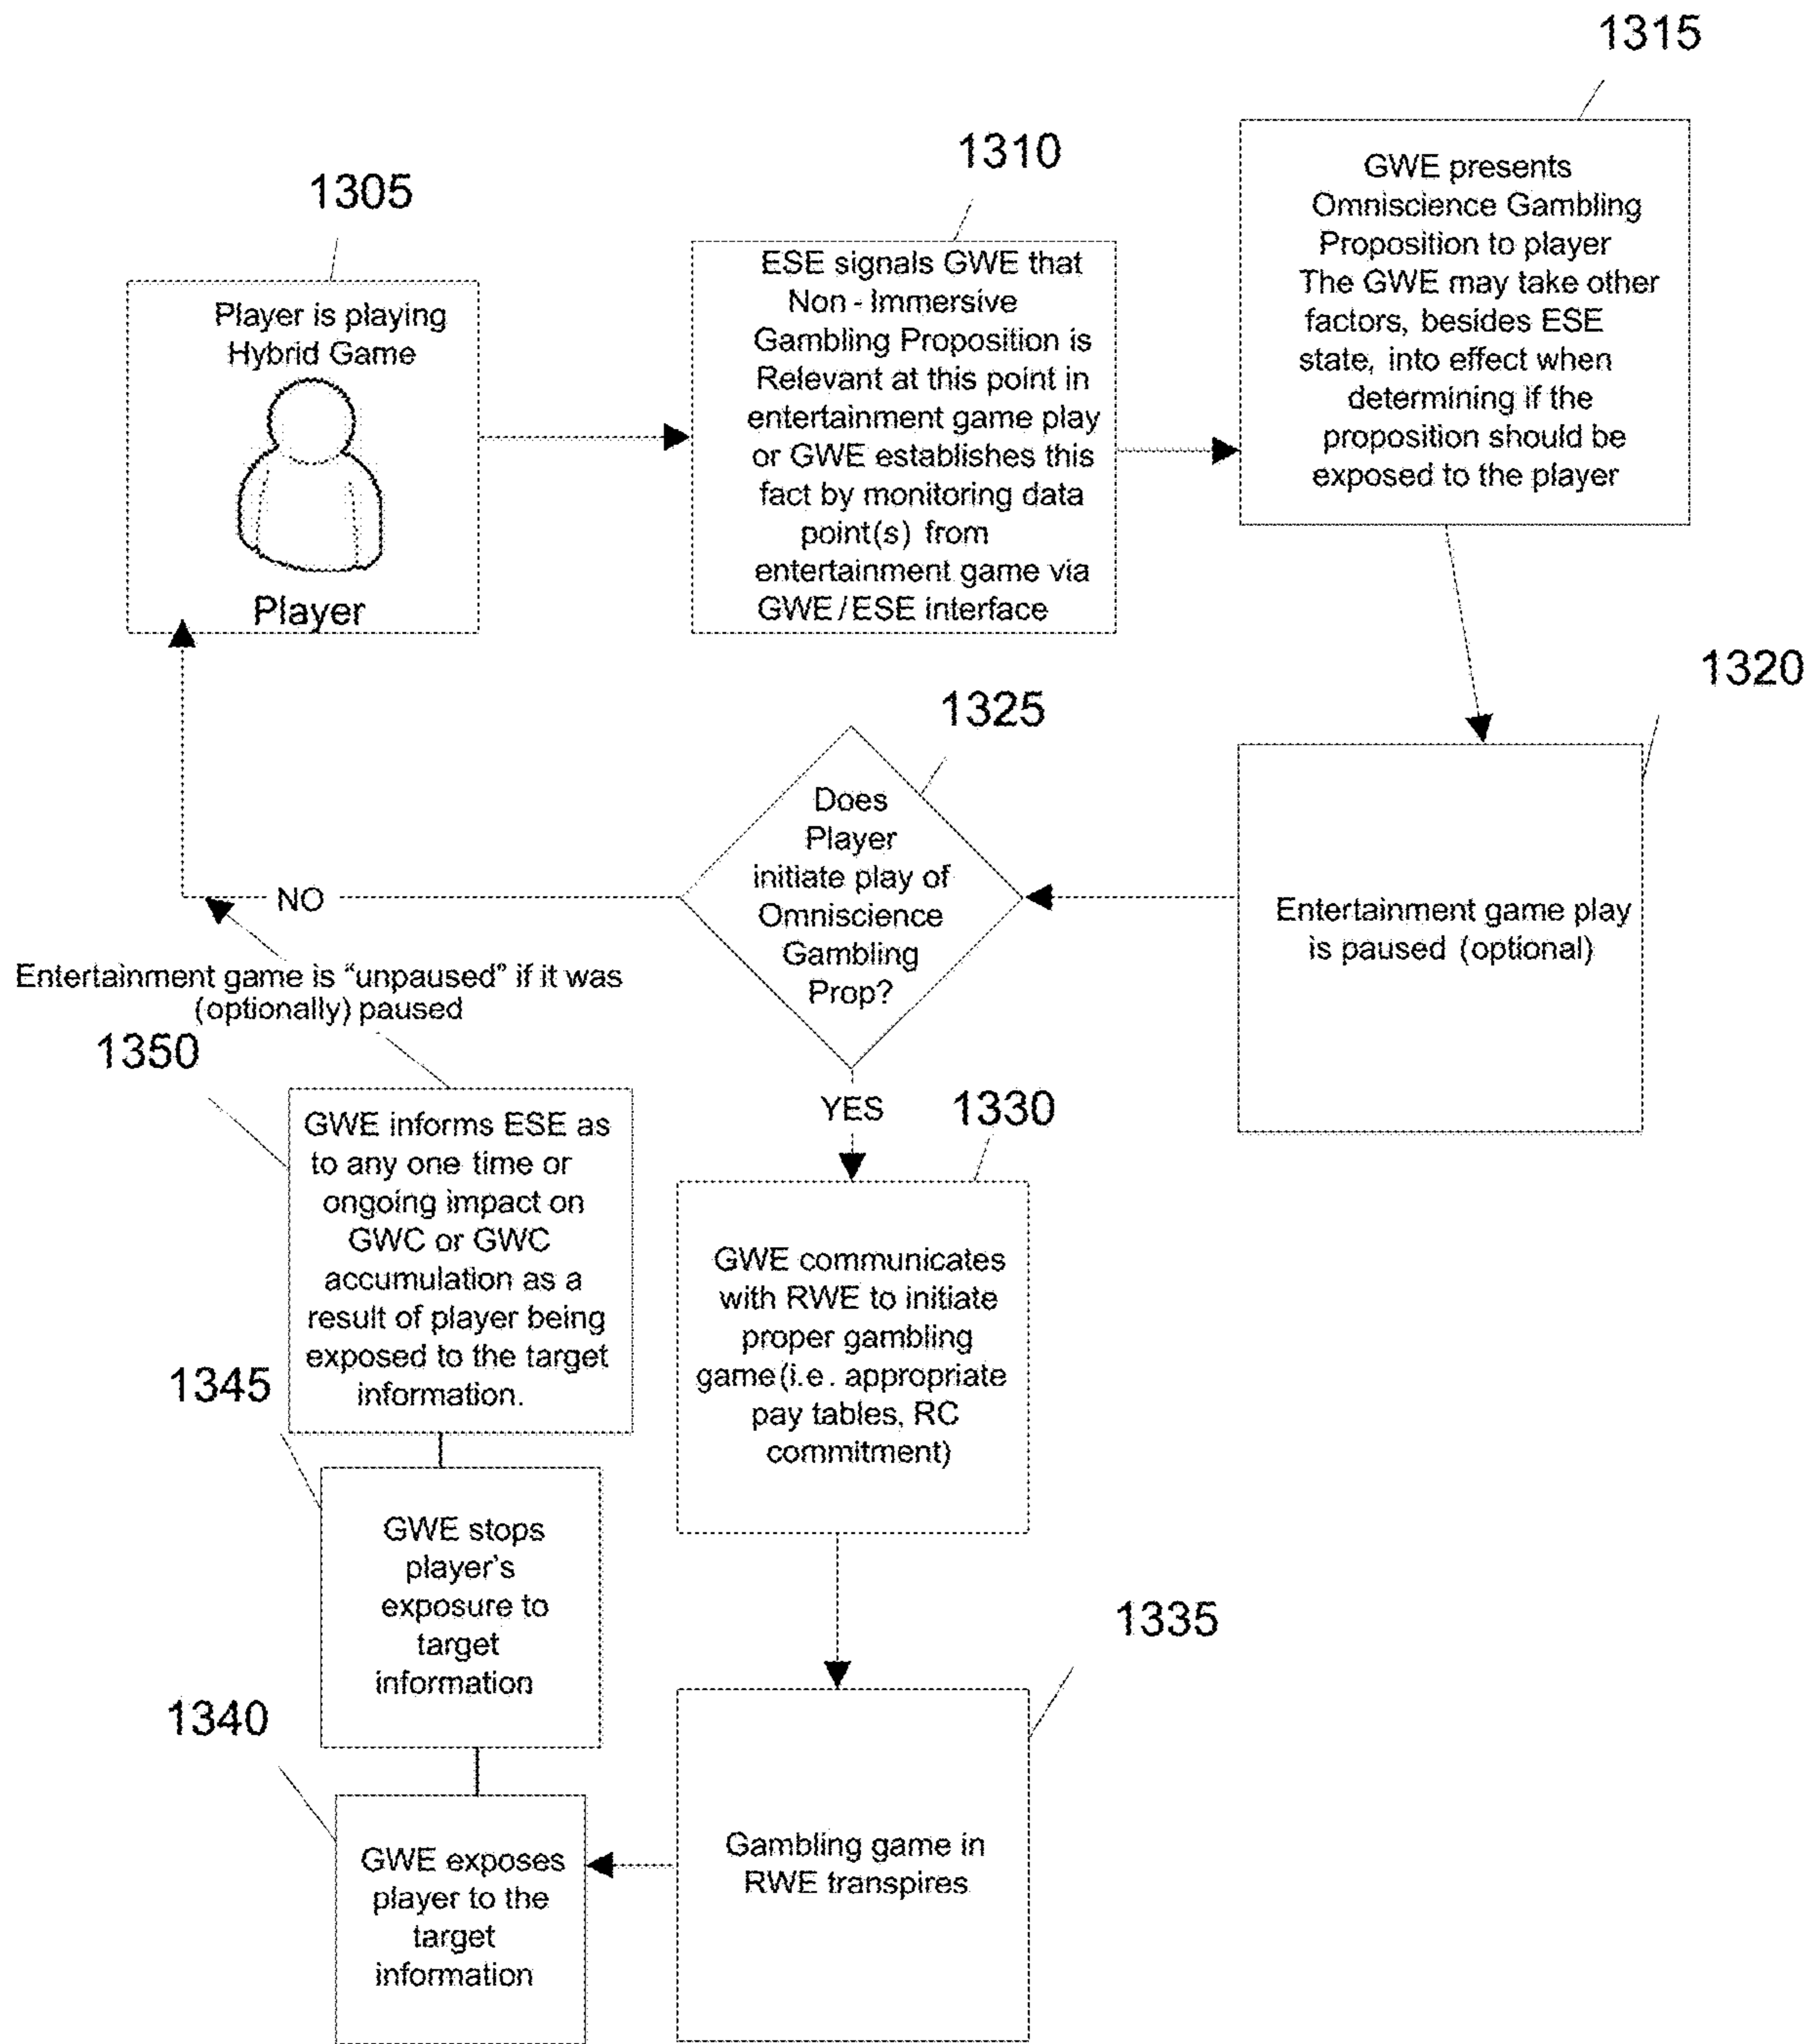 1315
1310
1305
GWE presents
Omniscience Gambling
Proposition to player
The GWE may take other
factors, besides ESE
state, into effect when
determining if the
proposition should be
exposed to the player
ESE signals GWE that
Non - Immersive
Gambling Proposition is
Relevant at this point in
entertainment game play
or GWE establishes this
fact by monitoring data
point(s) from
entertainment game via
GWE / ESE interface
Player is playing
Hybrid Game
Player
1320
1325
Does
Player
initiate play of
Omniscience
Gambling
Prop?
NO
Entertainment game play
is paused (optional)
Entertainment game is “unpaused” if it was
(optionally) paused
1350
YES
1330
GWE informs ESE as
to any one time or
ongoing impact on
GWC or GWC
accumulation as a
result of player being
exposed to the target
information.
GWE communicates
with RWE to initiate
proper gambling
game(i.e. appropriate
pay tables, RC
commitment)
1345
GWE stops
player's
exposure to
target
information
1335
1340
GWE exposes
player to the
target
information
Gambling game in
RWE transpires